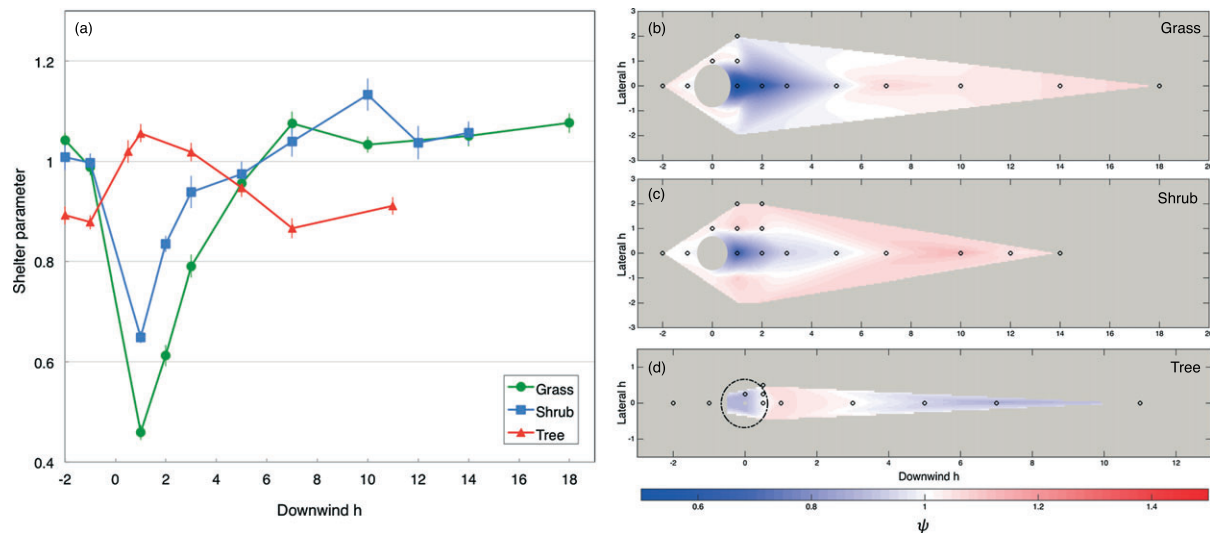 (a)
Shelter parameter
1.2
1
0.8
0.6
0.4
-2 0 2 4 6 8 10 12 14 16 18
Downwind h
Grass
Shrub
Tree
(b)
Grass
Lateral h
3
2
1
0
-1
-2
-3
-2 0 2 4 6 8 10 12 14 16 18 20
(c)
Shrub
Lateral h
3
2
1
0
-1
-2
-3
-2 0 2 4 6 8 10 12 14 16 18
(d)
Tree
Lateral h
1
0
-1
-2 0 2 4 6 8 10 12
Downwind h
0.6 0.8 1 1.2 1.4
ψ